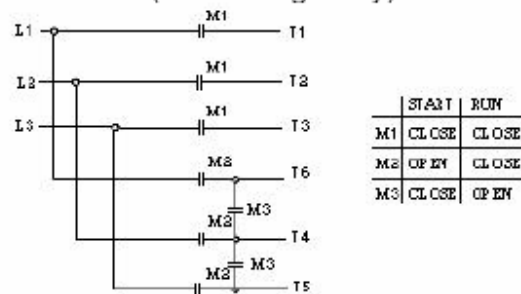 L1 M1 T1
M1
L2 T2
M1
L3 T3
M2 T6
M3
M2 T4
M3
M2 T5
START RUN
M1 CLOSE CLOSE
M2 OPEN CLOSE
M3 CLOSE OPEN